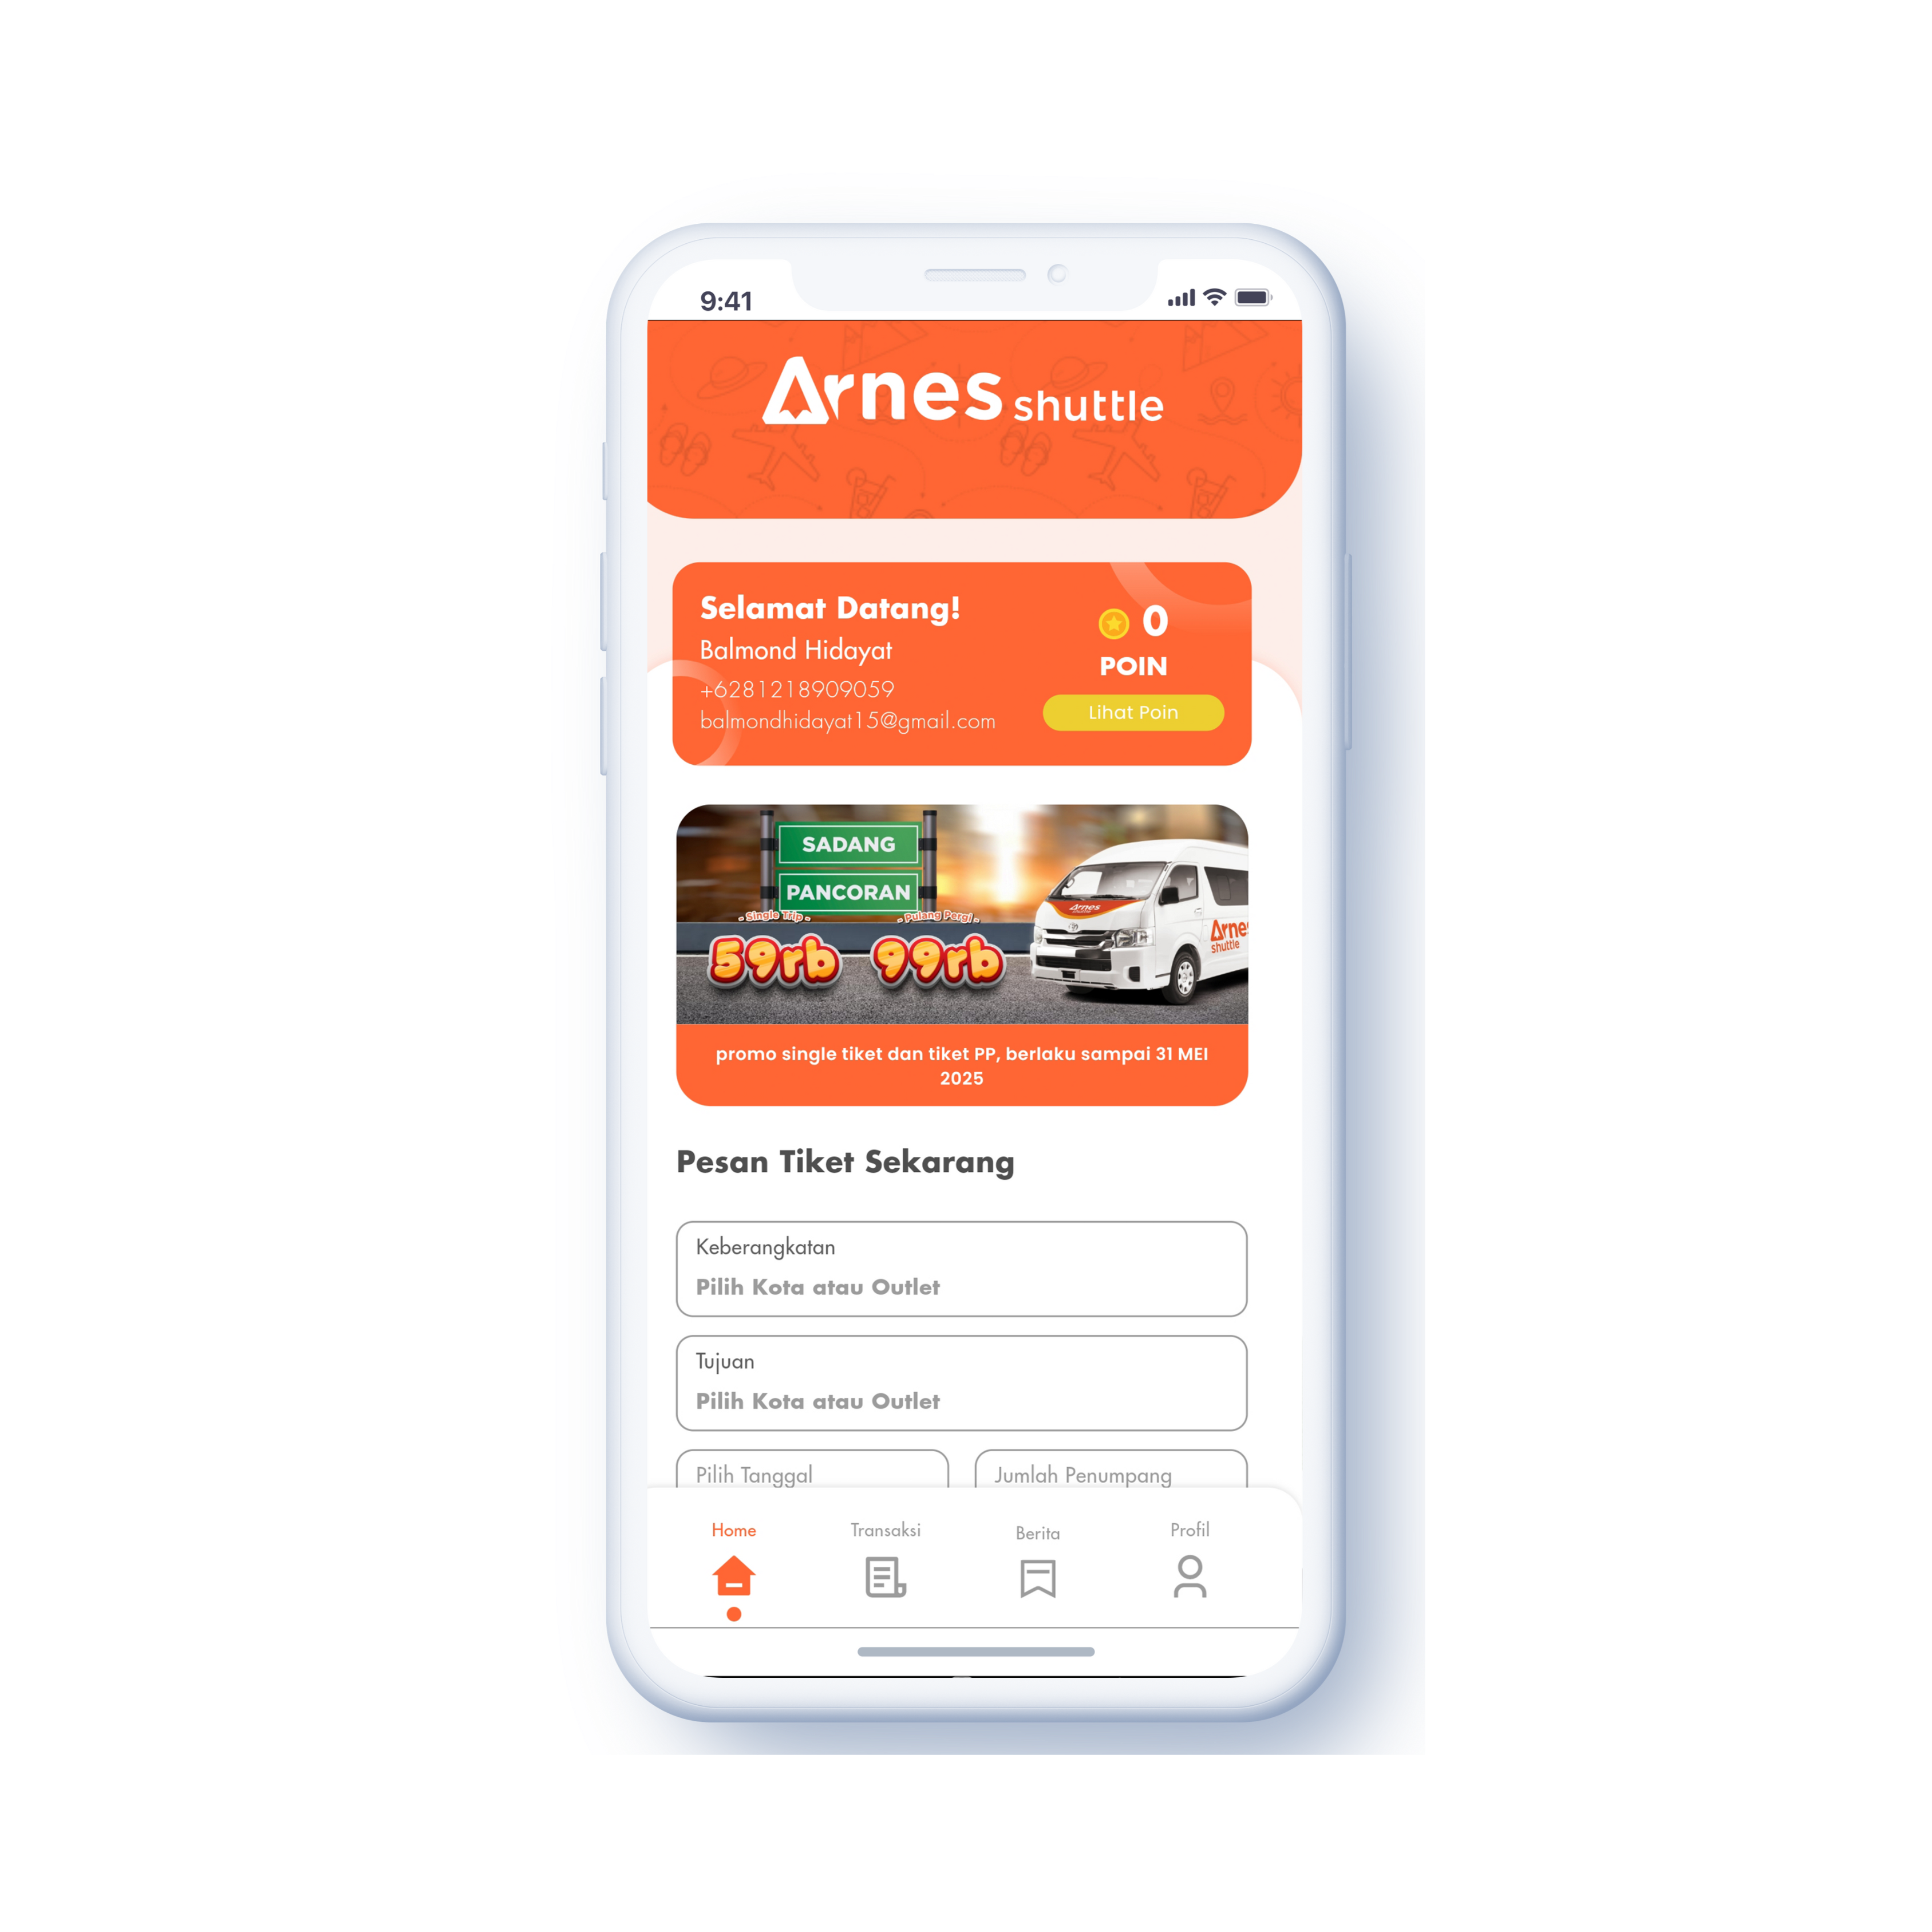 9:41
Arnes shuttle
Selamat Datang!
Balmond Hidayat
+6281218909059
balmondhidayat15@gmail.com
0
POIN
Lihat Poin
SADANG
PANCORAN
- Single Trip -
- Pulang Pergi -
59rb 99rb
Arnes
shuttle
Arnes
shuttle
promo single tiket dan tiket PP, berlaku sampai 31 MEI
2025
Pesan Tiket Sekarang
Keberangkatan
Pilih Kota atau Outlet
Tujuan
Pilih Kota atau Outlet
Pilih Tanggal
Jumlah Penumpang
Home
Transaksi
Berita
Profil